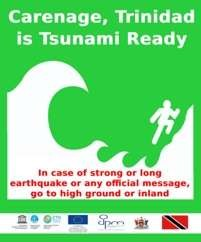 Carenage, Trinidad
is Tsunami Ready
In case of strong or long
earthquake or any official message,
go to high ground or inland